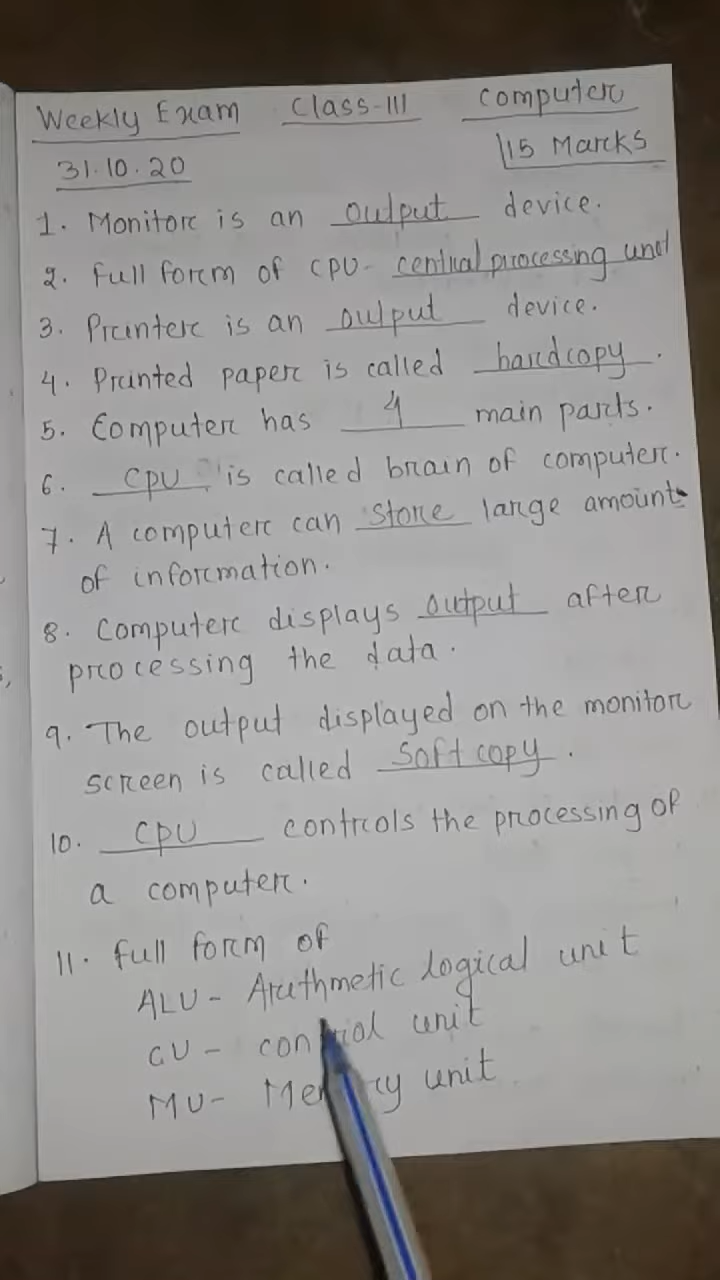 Weekly Exam Class-III Computer
31.10.20 15 Marks
1. Monitor is an output device.
2. Full form of CPU- central processing unit
3. Printer is an output device.
4. Printed paper is called hardcopy.
5. Computer has 4 main parts.
6. CPU is called brain of computer.
7. A computer can store large amount
of information.
8. Computer displays output after
processing the data.
9. The output displayed on the monitor
screen is called Softcopy.
10. CPU controls the processing of
a computer.
11. Full form of
ALU- Arithmetic logical unit
CU- control unit
MU- Memory unit